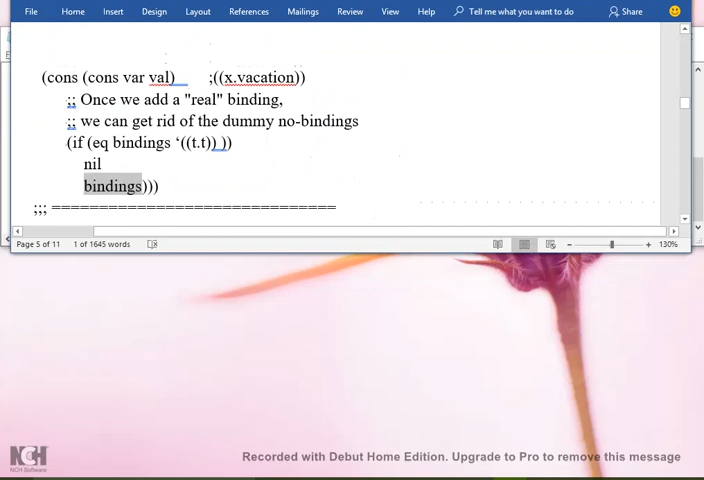 File Home Insert Design Layout References Mailings Review View Help Tell me what you want to do Share
(cons (cons var val) ;((x.vacation))
;; Once we add a "real" binding,
;; we can get rid of the dummy no-bindings
(if (eq bindings ‘((t.t)) ))
nil
bindings)))
;;; ==============================
Page 5 of 11 1 of 1645 words 130%
NCH
NCH Software
Recorded with Debut Home Edition. Upgrade to Pro to remove this message